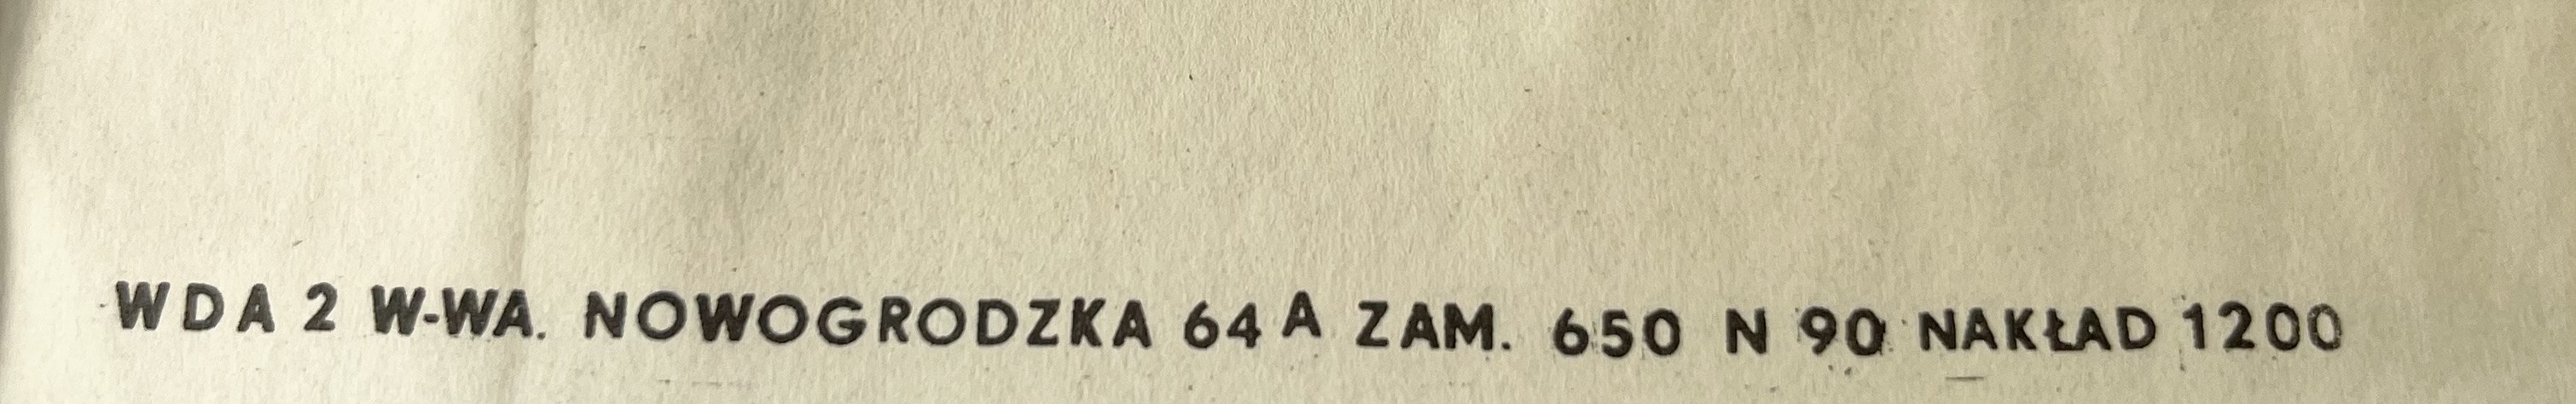 WDA 2 W-WA. NOWOGRODZKA 64 A ZAM. 650 N 90 NAKŁAD 1200